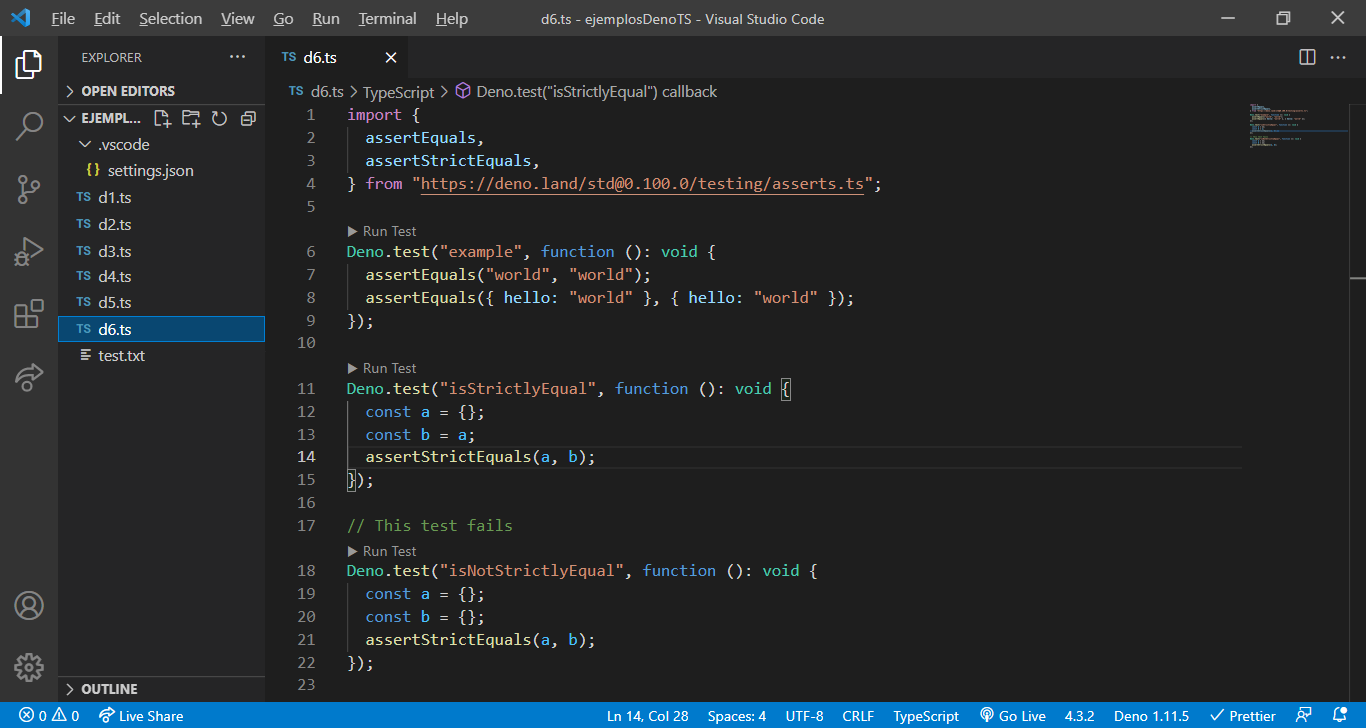 File Edit Selection View Go Run Terminal Help d6.ts - ejemplosDenoTS - Visual Studio Code
EXPLORER
OPEN EDITORS
EJEMPL...
.vscode
{} settings.json
TS d1.ts
TS d2.ts
TS d3.ts
TS d4.ts
TS d5.ts
TS d6.ts
test.txt
OUTLINE
TS d6.ts
TS d6.ts > TypeScript > Deno.test("isStrictlyEqual") callback
1 import {
2 assertEquals,
3 assertStrictEquals,
4 } from "https://deno.land/std@0.100.0/testing/asserts.ts";
5
Run Test
6 Deno.test("example", function (): void {
7 assertEquals("world", "world");
8 assertEquals({ hello: "world" }, { hello: "world" });
9 });
10
Run Test
11 Deno.test("isStrictlyEqual", function (): void {
12 const a = {};
13 const b = a;
14 assertStrictEquals(a, b);
15 });
16
17 // This test fails
Run Test
18 Deno.test("isNotStrictlyEqual", function (): void {
19 const a = {};
20 const b = {};
21 assertStrictEquals(a, b);
22 });
23
0 0 Live Share Ln 14, Col 28 Spaces: 4 UTF-8 CRLF TypeScript Go Live 4.3.2 Deno 1.11.5 Prettier